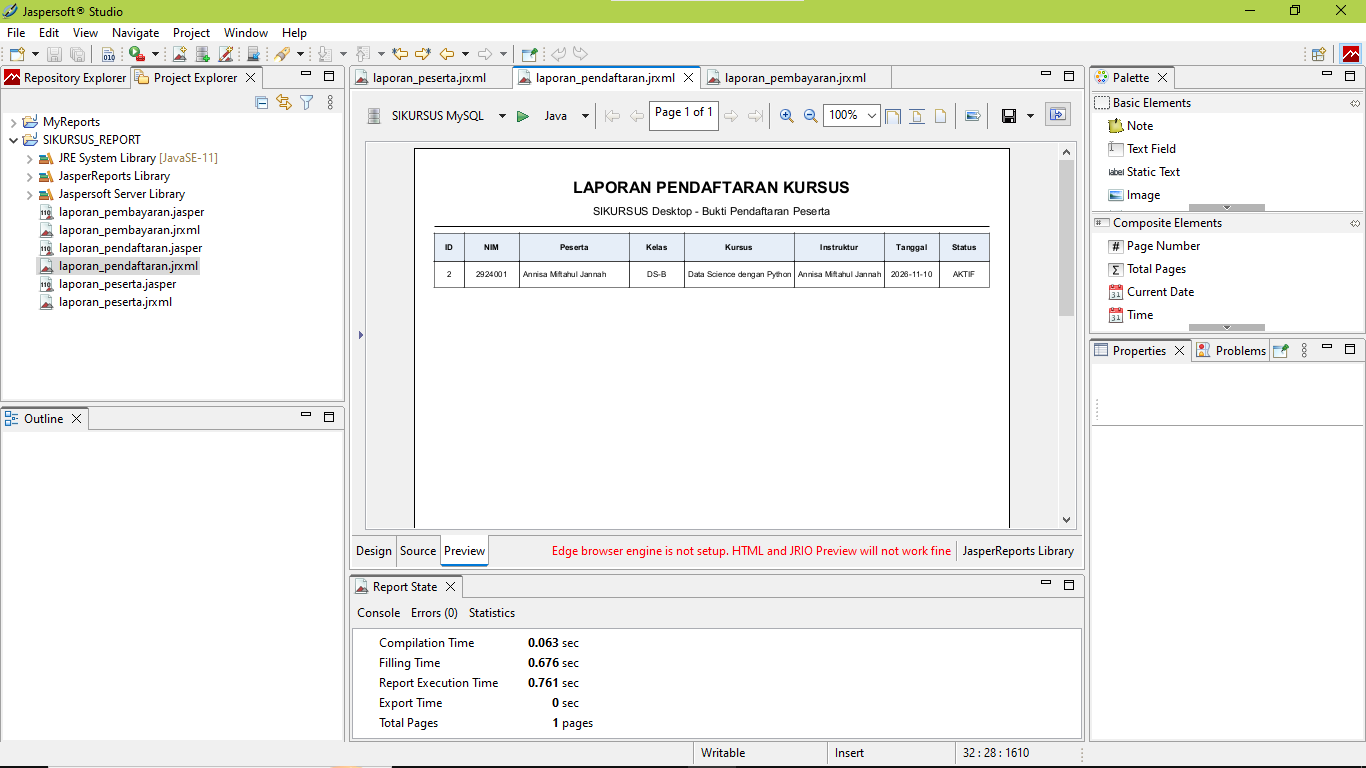 Jaspersoft® Studio
File Edit View Navigate Project Window Help
Repository Explorer Project Explorer
MyReports
SIKURSUS_REPORT
JRE System Library [JavaSE-11]
JasperReports Library
Jaspersoft Server Library
laporan_pembayaran.jasper
laporan_pembayaran.jrxml
laporan_pendaftaran.jasper
laporan_pendaftaran.jrxml
laporan_peserta.jasper
laporan_peserta.jrxml
Outline
laporan_peserta.jrxml laporan_pendaftaran.jrxml laporan_pembayaran.jrxml
SIKURSUS MySQL Java Page 1 of 1 100%
LAPORAN PENDAFTARAN KURSUS
SIKURSUS Desktop - Bukti Pendaftaran Peserta
ID NIM Peserta Kelas Kursus Instruktur Tanggal Status
2 2924001 Annisa Miftahul Jannah DS-B Data Science dengan Python Annisa Miftahul Jannah 2026-11-10 AKTIF
Design Source Preview Edge browser engine is not setup. HTML and JRIO Preview will not work fine JasperReports Library
Report State
Console Errors (0) Statistics
Compilation Time 0.063 sec
Filling Time 0.676 sec
Report Execution Time 0.761 sec
Export Time 0 sec
Total Pages 1 pages
Palette
Basic Elements
Note
Text Field
label Static Text
Image
Composite Elements
# Page Number
Σ Total Pages
31 Current Date
31 Time
Properties Problems
Writable Insert 32 : 28 : 1610